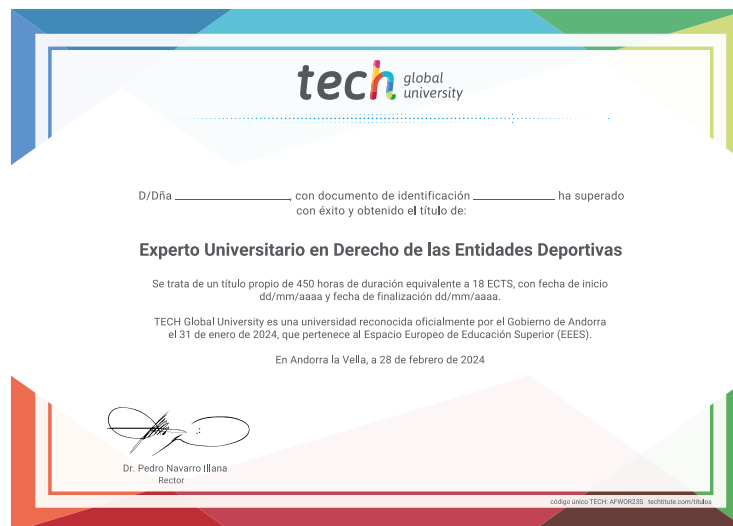 tech global
university
D/Dña ____________________, con documento de identificación ______________ ha superado
con éxito y obtenido el título de:
Experto Universitario en Derecho de las Entidades Deportivas
Se trata de un título propio de 450 horas de duración equivalente a 18 ECTS, con fecha de inicio
dd/mm/aaaa y fecha de finalización dd/mm/aaaa.
TECH Global University es una universidad reconocida oficialmente por el Gobierno de Andorra
el 31 de enero de 2024, que pertenece al Espacio Europeo de Educación Superior (EEES).
En Andorra la Vella, a 28 de febrero de 2024
Dr. Pedro Navarro Illana
Rector
código único TECH: AFWOR23S techtitute.com/titulos